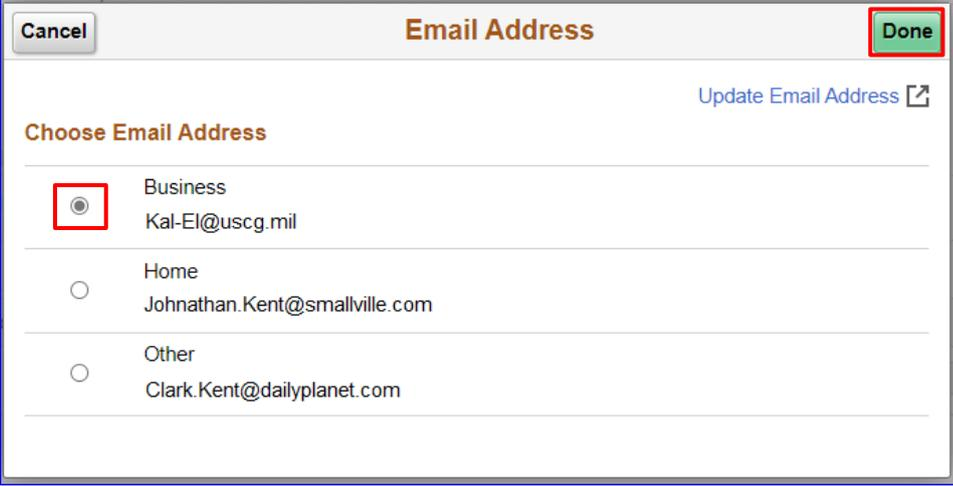 Cancel
Email Address
Done
Update Email Address
Choose Email Address
Business
Kal-El@uscg.mil
Home
Johnathan.Kent@smallville.com
Other
Clark.Kent@dailyplanet.com